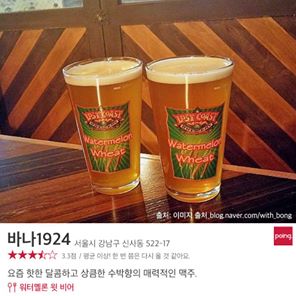 LOST COAST
Watermelon
Wheat
LOST COAST
Watermelon
Wheat
출처: 이미지 출처_blog.naver.com/with_bong
바나1924 서울시 강남구 신사동 522-17
poing
3.3점 / 평균 이상! 한 번 쯤은 다시 올 것 같아요.
요즘 핫한 달콤하고 상큼한 수박향의 매력적인 맥주.
워터멜론 윗 비어